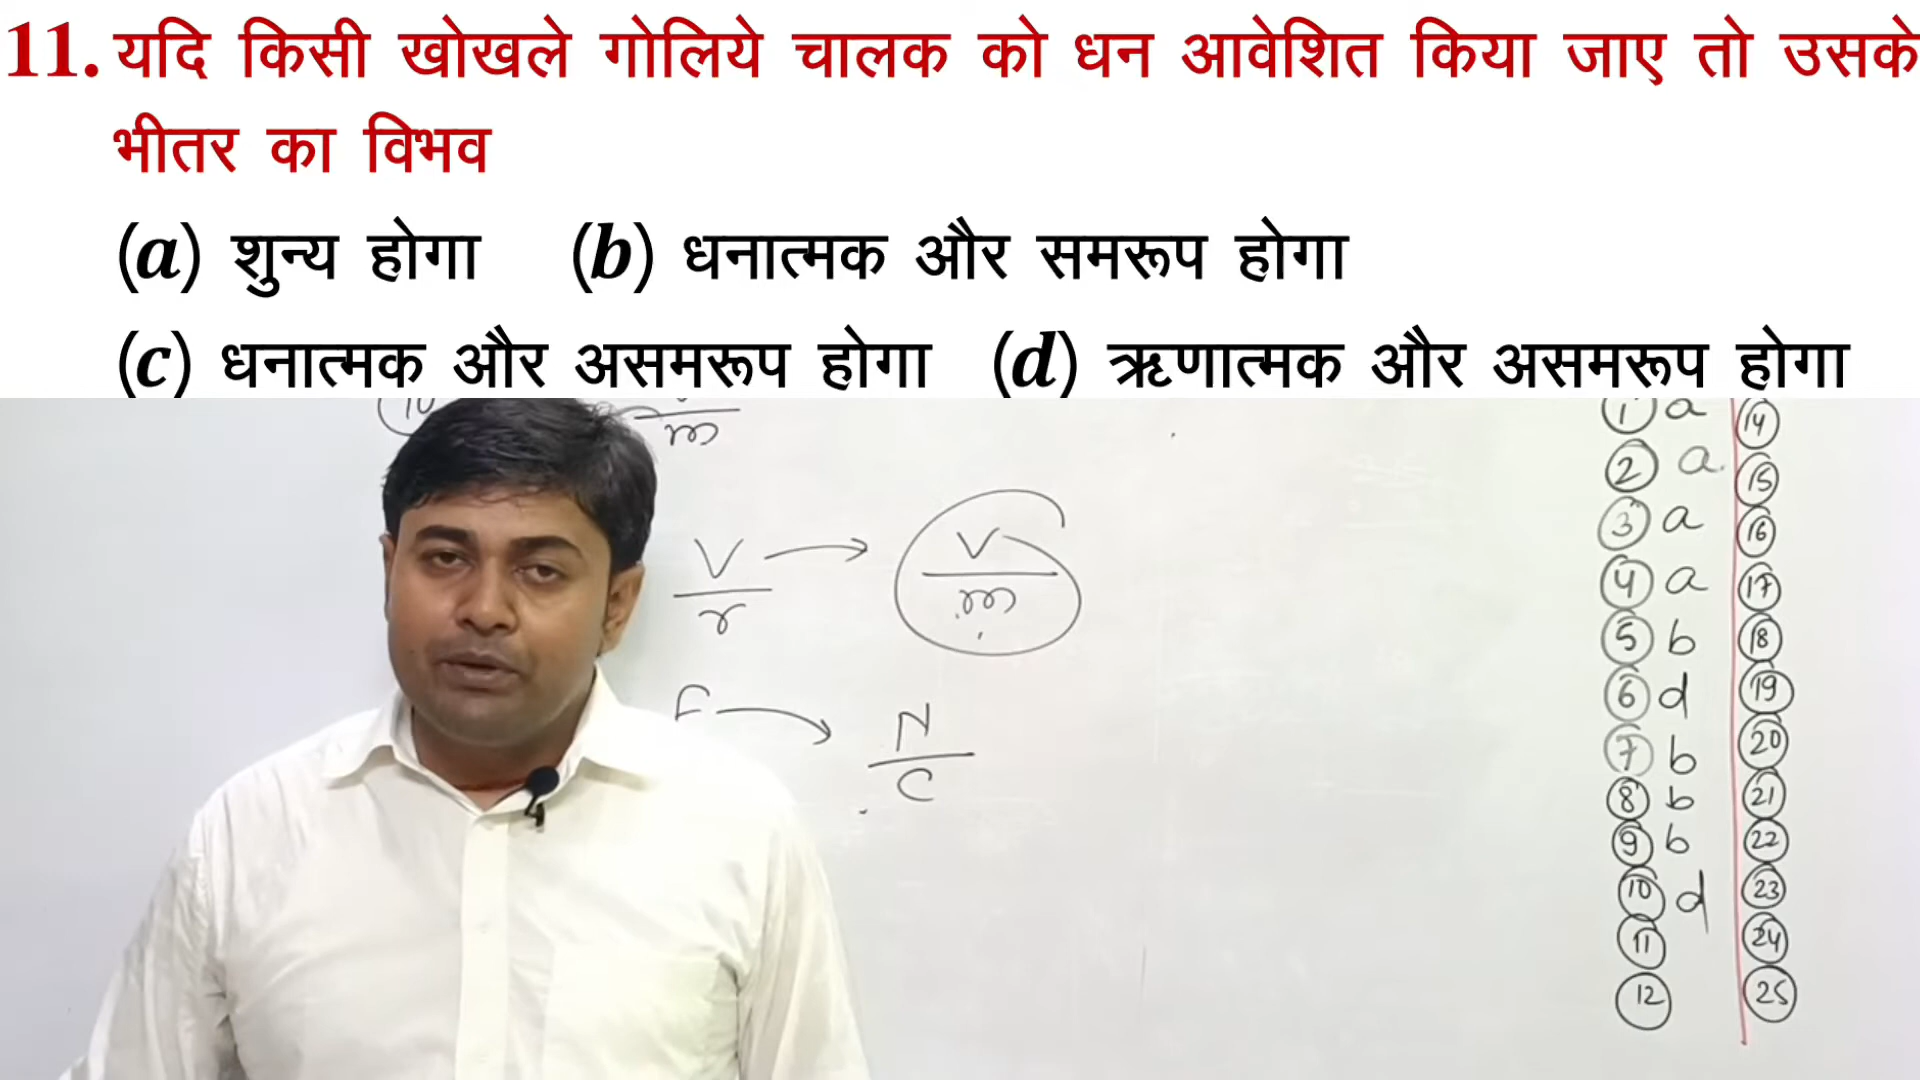 11. यदि किसी खोखले गोलिये चालक को धन आवेशित किया जाए तो उसके
भीतर का विभव
(a) शुन्य होगा (b) धनात्मक और समरूप होगा
(c) धनात्मक और असमरूप होगा (d) ऋणात्मक और असमरूप होगा
10
m
V/r → V/m
N/C
1 a
2 a.
3 a
4 a
5 b
6 d
7 b
8 b
9 b
10 d
11
12
14
15
16
17
18
19
20
21
22
23
24
25